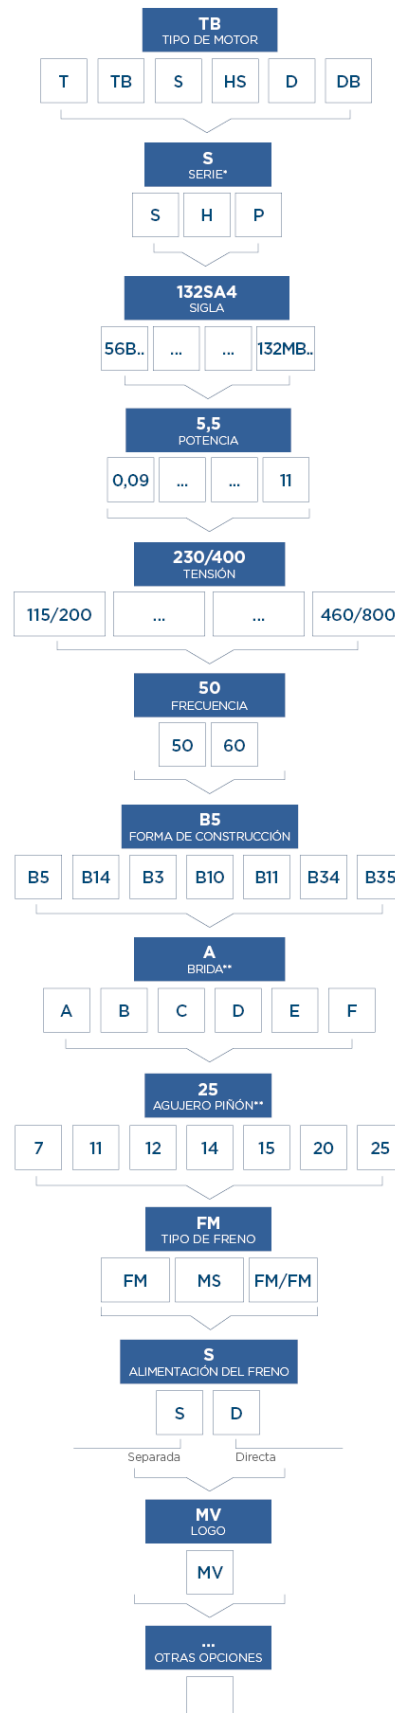 TB
TIPO DE MOTOR
T TB S HS D DB
S
SERIE*
S H P
132SA4
SIGLA
56B.. ... ... 132MB..
5,5
POTENCIA
0,09 ... ... 11
230/400
TENSIÓN
115/200 ... ... 460/800
50
FRECUENCIA
50 60
B5
FORMA DE CONSTRUCCIÓN
B5 B14 B3 B10 B11 B34 B35
A
BRIDA**
A B C D E F
25
AGUJERO PIÑÓN**
7 11 12 14 15 20 25
FM
TIPO DE FRENO
FM MS FM/FM
S
ALIMENTACIÓN DEL FRENO
S D
Separada Directa
MV
LOGO
MV
...
OTRAS OPCIONES